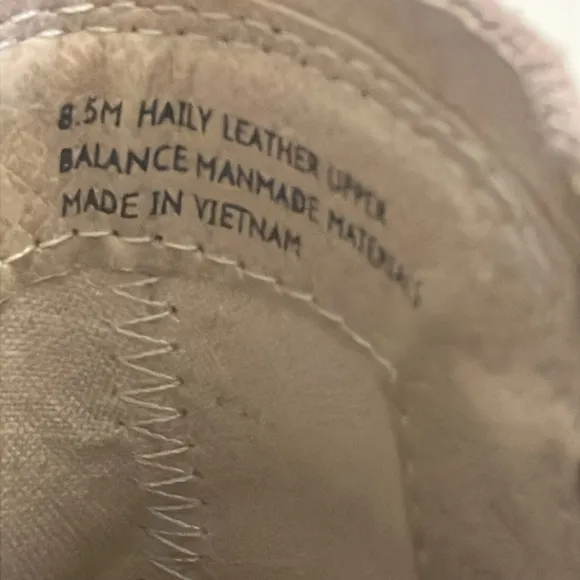 8.5M HAILY LEATHER UPPER
BALANCE MANMADE MATERIALS
MADE IN VIETNAM